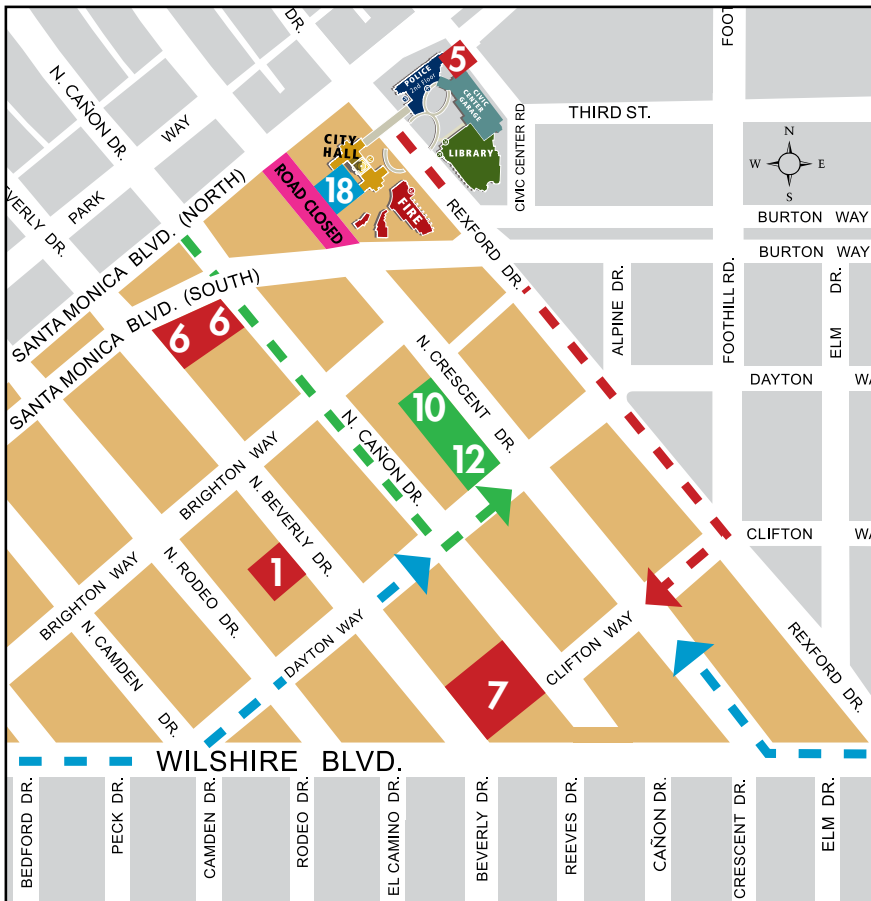 DR.
FOOT
N. CAÑON DR.
WAY
PARK
EVERLY DR.
5
POLICE
2nd Floor
CIVIC
CENTER
GARAGE
LIBRARY
CIVIC CENTER RD
THIRD ST.
N
W E
S
CITY
HALL
18
FIRE
ROAD CLOSED
REXFORD DR.
BURTON WAY
BURTON WAY
SANTA MONICA BLVD. (NORTH)
SANTA MONICA BLVD. (SOUTH)
6 6
ALPINE DR.
FOOTHILL RD.
ELM DR.
DAYTON WA
N. CRESCENT DR.
10
12
N. CAÑON DR.
BRIGHTON WAY
N. BEVERLY DR.
CLIFTON WA
1
BRIGHTON WAY
N. RODEO DR.
N. CAMDEN DR.
DAYTON WAY
CLIFTON WAY
REXFORD DR.
7
WILSHIRE BLVD.
BEDFORD DR.
PECK DR.
CAMDEN DR.
RODEO DR.
EL CAMINO DR.
BEVERLY DR.
REEVES DR.
CAÑON DR.
CRESCENT DR.
ELM DR.